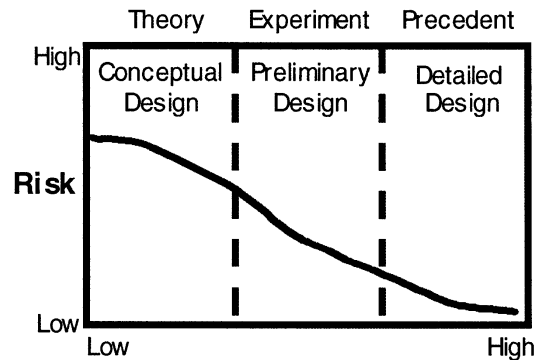 Theory Experiment Precedent
High
Conceptual Design
Preliminary Design
Detailed Design
Risk
Low
Low High